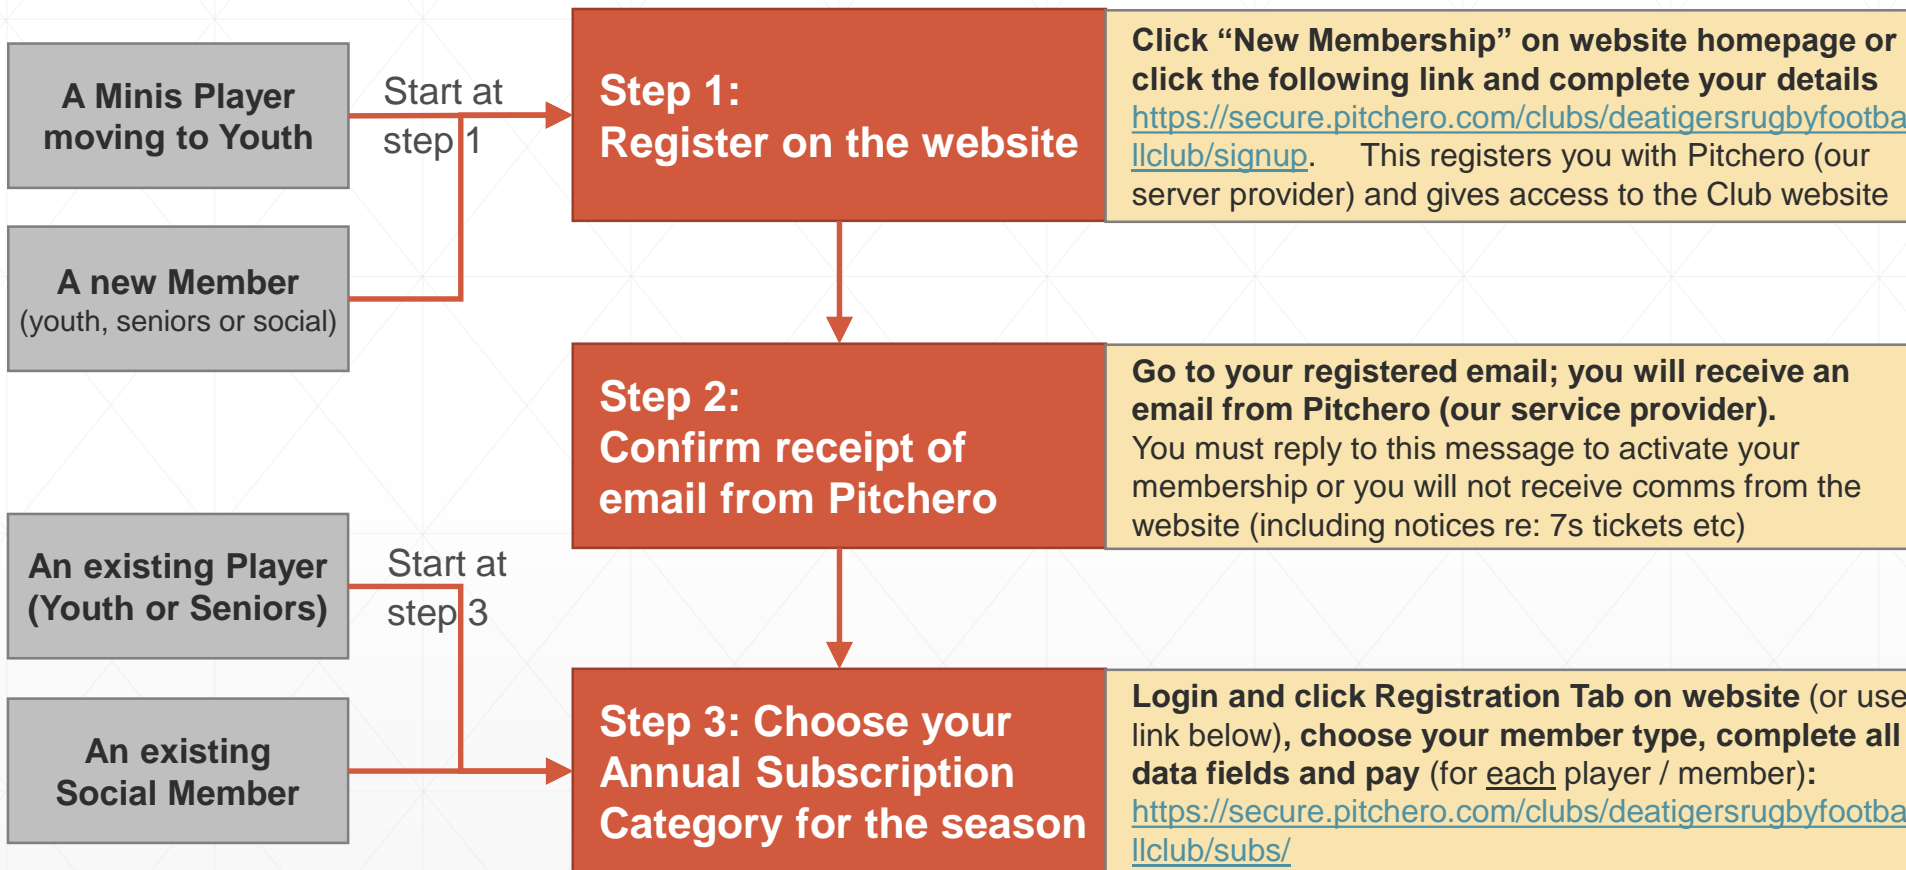 A Minis Player
moving to Youth
Start at
step 1
A new Member
(youth, seniors or social)
Step 1:
Register on the website
Click “New Membership” on website homepage or
click the following link and complete your details
https://secure.pitchero.com/clubs/deatigersrugbyfootba
llclub/signup. This registers you with Pitchero (our
server provider) and gives access to the Club website
Step 2:
Confirm receipt of
email from Pitchero
Go to your registered email; you will receive an
email from Pitchero (our service provider).
You must reply to this message to activate your
membership or you will not receive comms from the
website (including notices re: 7s tickets etc)
An existing Player
(Youth or Seniors)
Start at
step 3
An existing
Social Member
Step 3: Choose your
Annual Subscription
Category for the season
Login and click Registration Tab on website (or use
link below), choose your member type, complete all
data fields and pay (for each player / member):
https://secure.pitchero.com/clubs/deatigersrugbyfootba
llclub/subs/